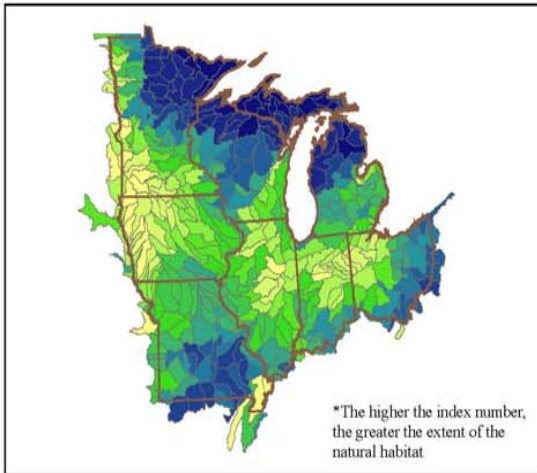 *The higher the index number,
the greater the extent of the
natural habitat